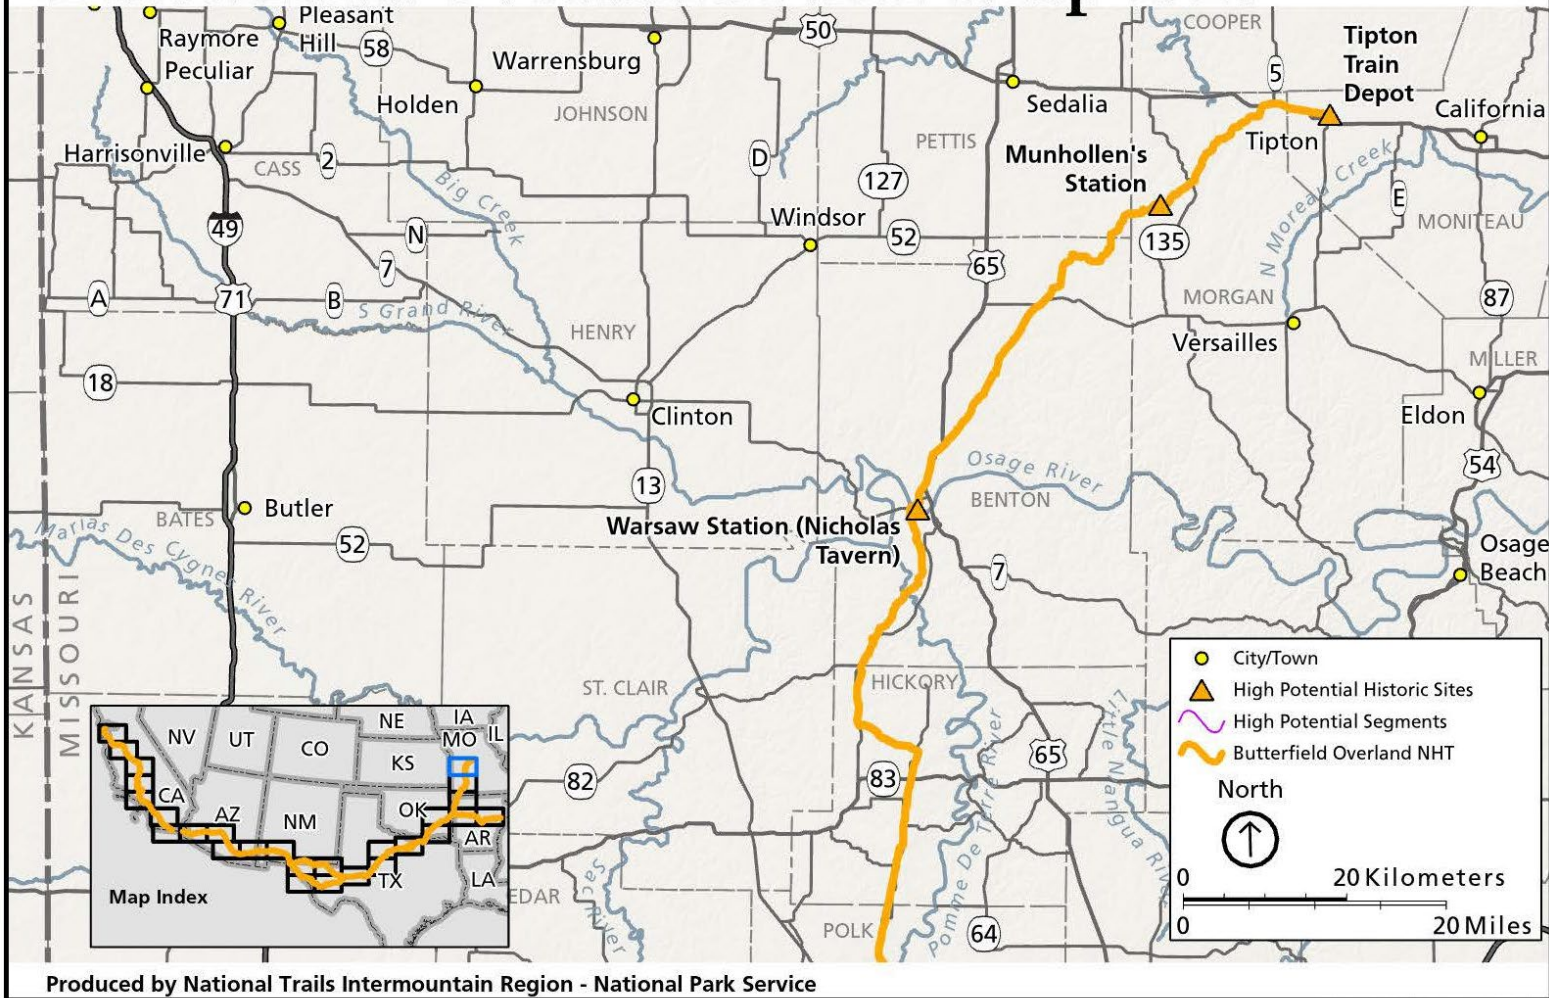 Pleasant
Hill
Raymore
Peculiar
58
Warrensburg
50
COOPER
5
Tipton
Train
Depot
Holden
JOHNSON
Sedalia
California
Harrisonville
CASS
2
Big Creek
D
PETTIS
127
Munhollen's
Station
Tipton
N Moreau Creek
E
MONITEAU
49
N
7
Windsor
52
65
135
A
71
B
S Grand River
HENRY
MORGAN
87
Versailles
MILLER
18
Clinton
Eldon
54
13
Osage River
BENTON
BATES
Butler
Marias Des Cygnes River
52
Warsaw Station (Nicholas
Tavern)
7
Osage
Beach
KANSAS
MISSOURI
ST. CLAIR
HICKORY
Little Niangua River
65
82
83
Pomme De Terre River
EDAR
Sac River
POLK
64
City/Town
High Potential Historic Sites
High Potential Segments
Butterfield Overland NHT
North
0
20 Kilometers
0
20 Miles
NV
UT
CO
NE
IA
MO
IL
KS
CA
AZ
NM
OK
AR
TX
LA
Map Index
Produced by National Trails Intermountain Region - National Park Service